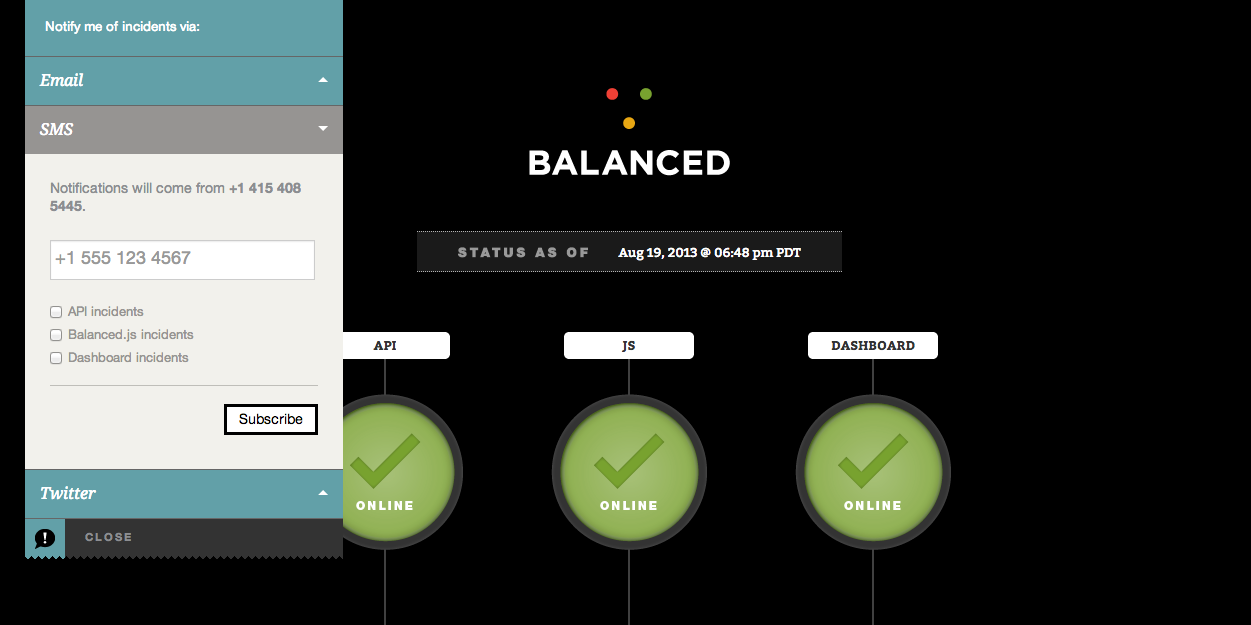 Notify me of incidents via:
Email
SMS
Notifications will come from +1 415 408
5445.
+1 555 123 4567
API incidents
Balanced.js incidents
Dashboard incidents
Subscribe
Twitter
!
CLOSE
BALANCED
STATUS AS OF Aug 19, 2013 @ 06:48 pm PDT
API JS DASHBOARD
ONLINE ONLINE ONLINE